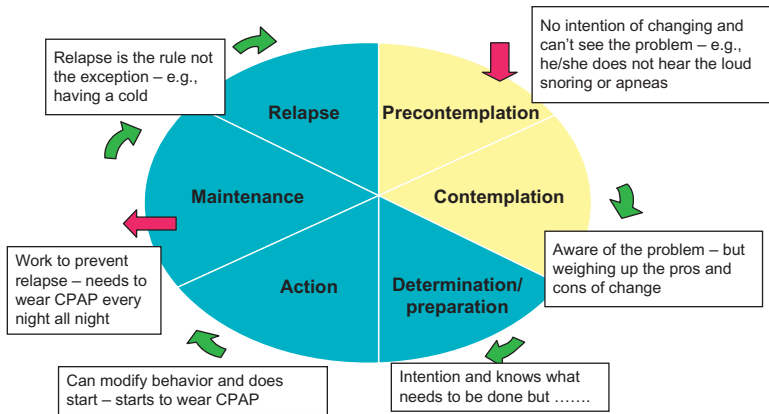 No intention of changing and
can't see the problem – e.g.,
he/she does not hear the loud
snoring or apneas
Relapse is the rule not
the exception – e.g.,
having a cold
Relapse
Precontemplation
Maintenance
Contemplation
Action
Determination/
preparation
Work to prevent
relapse – needs to
wear CPAP every
night all night
Aware of the problem – but
weighing up the pros and
cons of change
Can modify behavior and does
start – starts to wear CPAP
Intention and knows what
needs to be done but …….